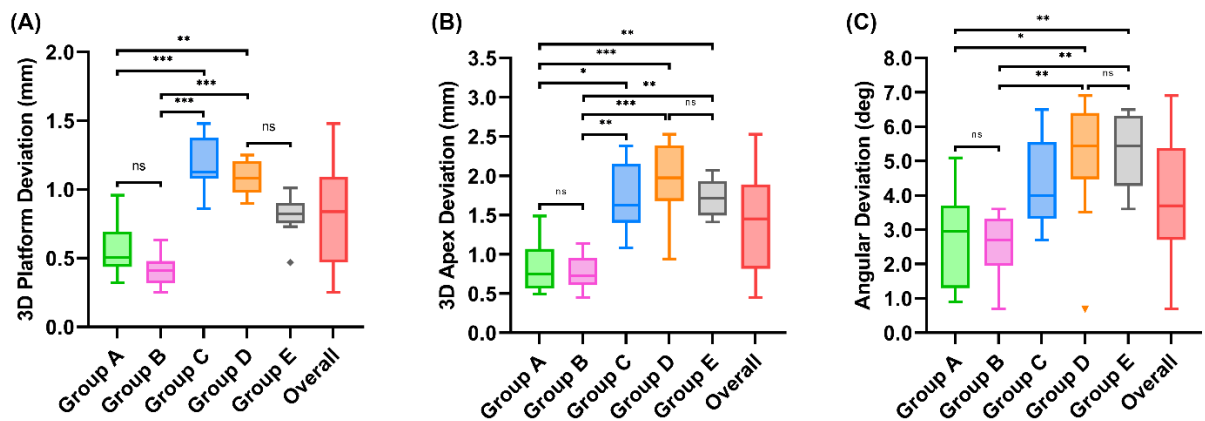 (A)
3D Platform Deviation (mm)
2.0
1.5
1.0
0.5
0.0
**
***
***
***
ns
ns
Group A
Group B
Group C
Group D
Group E
Overall
(B)
3D Apex Deviation (mm)
3.5
3.0
2.5
2.0
1.5
1.0
0.5
0.0
**
***
*
**
***
ns
**
ns
Group A
Group B
Group C
Group D
Group E
Overall
(C)
Angular Deviation (deg)
8.0
7.0
6.0
5.0
4.0
3.0
2.0
1.0
0.0
**
*
**
**
ns
ns
Group A
Group B
Group C
Group D
Group E
Overall